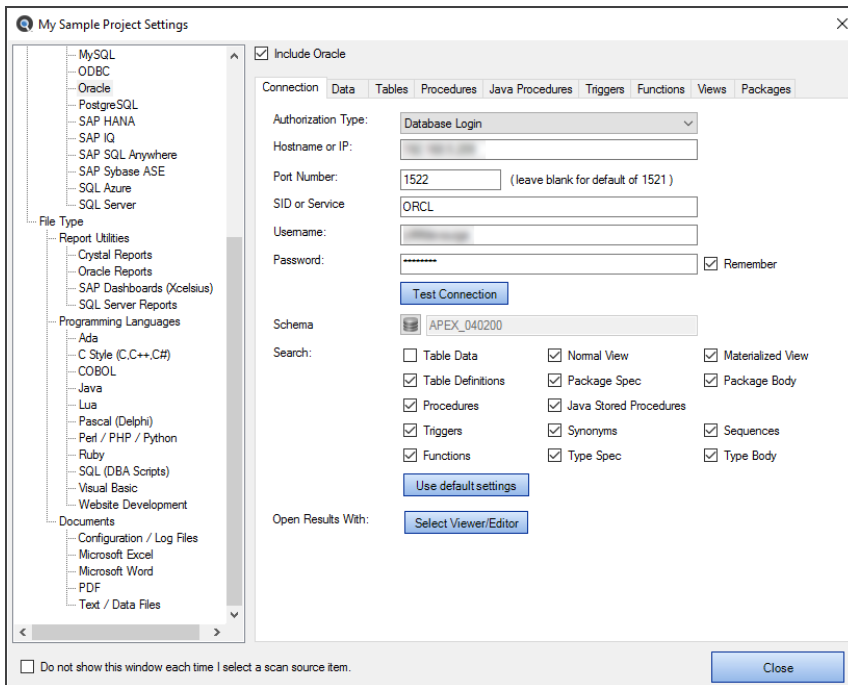 My Sample Project Settings
MySQL
ODBC
Oracle
PostgreSQL
SAP HANA
SAP IQ
SAP SQL Anywhere
SAP Sybase ASE
SQL Azure
SQL Server
File Type
Report Utilities
Crystal Reports
Oracle Reports
SAP Dashboards (Xcelsius)
SQL Server Reports
Programming Languages
Ada
C Style (C,C++,C#)
COBOL
Java
Lua
Pascal (Delphi)
Perl / PHP / Python
Ruby
SQL (DBA Scripts)
Visual Basic
Website Development
Documents
Configuration / Log Files
Microsoft Excel
Microsoft Word
PDF
Text / Data Files
Include Oracle
Connection Data Tables Procedures Java Procedures Triggers Functions Views Packages
Authorization Type: Database Login
Hostname or IP:
Port Number: 1522 (leave blank for default of 1521 )
SID or Service ORCL
Username:
Password: ******** Remember
Test Connection
Schema APEX_040200
Search: Table Data Normal View Materialized View
Table Definitions Package Spec Package Body
Procedures Java Stored Procedures
Triggers Synonyms Sequences
Functions Type Spec Type Body
Use default settings
Open Results With: Select Viewer/Editor
Do not show this window each time I select a scan source item.
Close